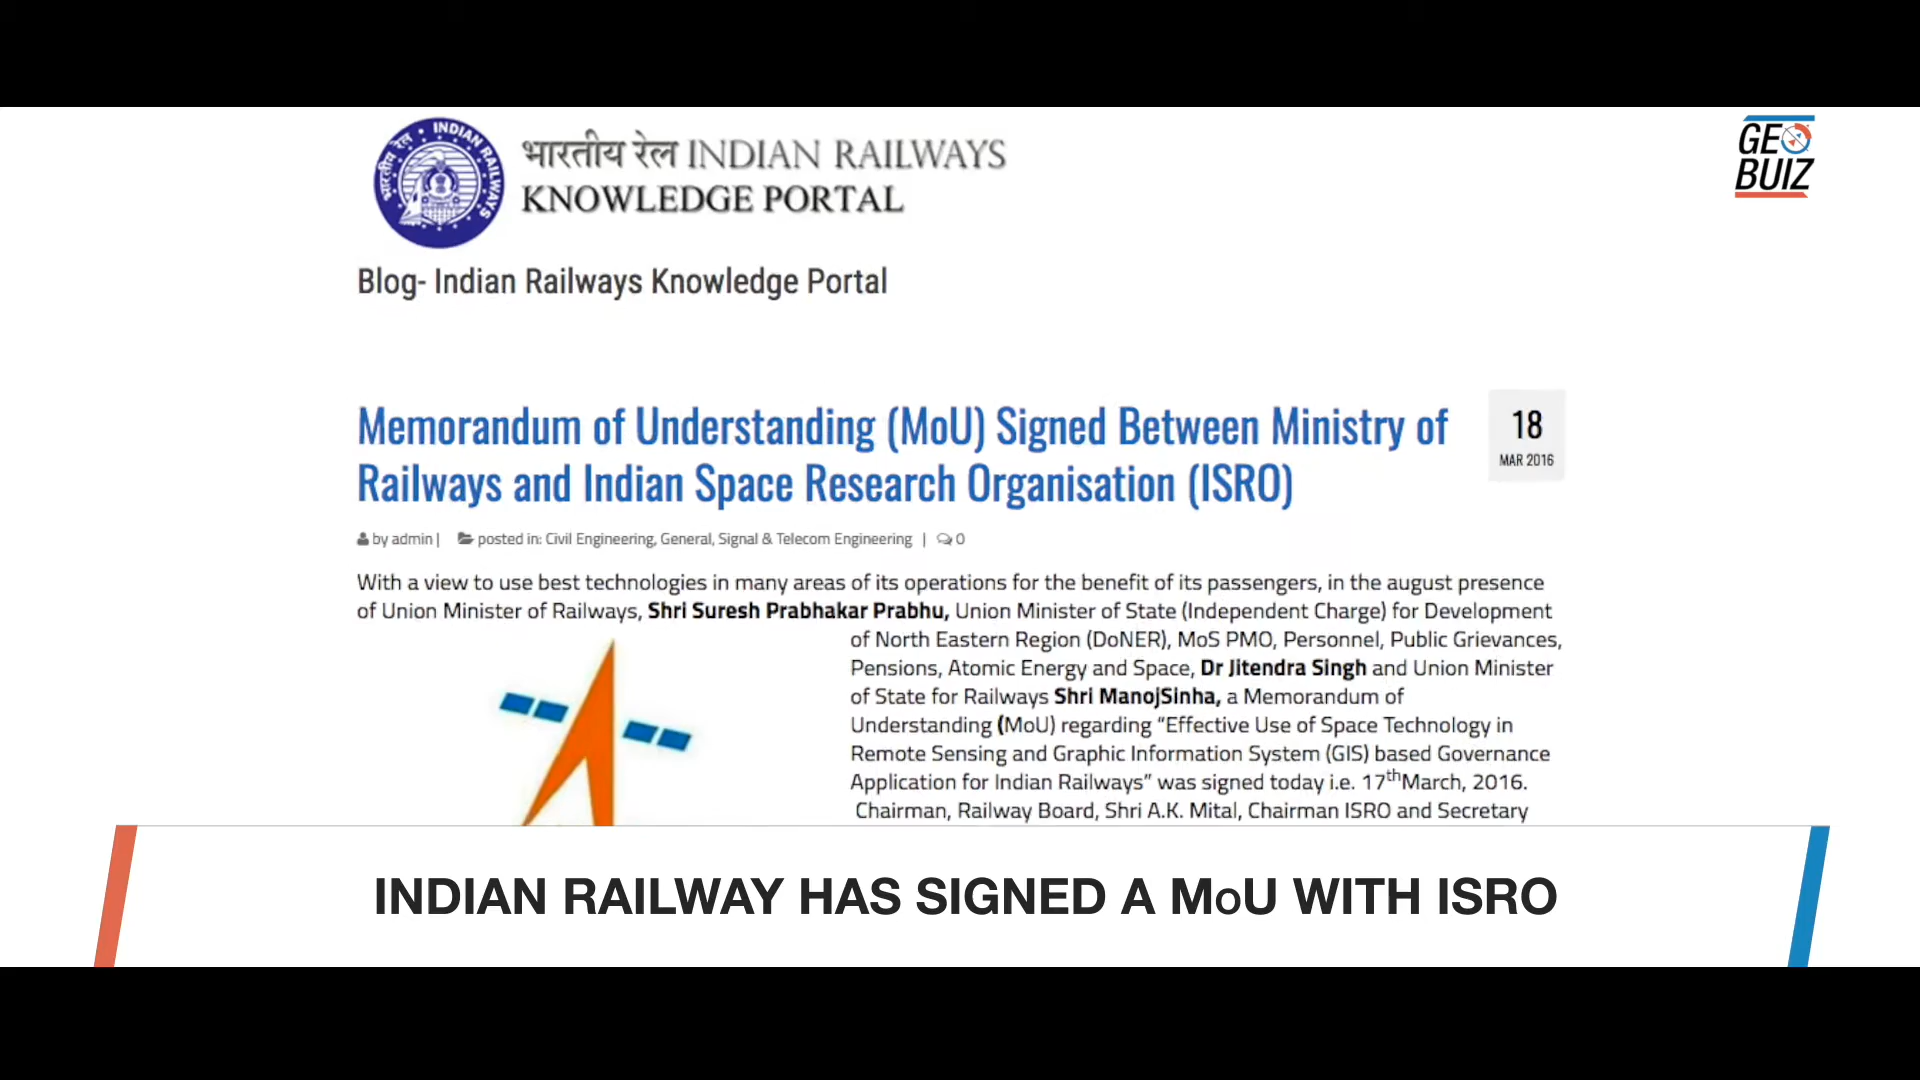 भारतीय रेल INDIAN RAILWAYS
KNOWLEDGE PORTAL
भारतीय रेल • INDIAN RAILWAYS
GEO
BUIZ
Blog- Indian Railways Knowledge Portal
Memorandum of Understanding (MoU) Signed Between Ministry of
Railways and Indian Space Research Organisation (ISRO)
18
MAR 2016
by admin | posted in: Civil Engineering, General, Signal & Telecom Engineering | 0
With a view to use best technologies in many areas of its operations for the benefit of its passengers, in the august presence
of Union Minister of Railways, Shri Suresh Prabhakar Prabhu, Union Minister of State (Independent Charge) for Development
of North Eastern Region (DoNER), MoS PMO, Personnel, Public Grievances,
Pensions, Atomic Energy and Space, Dr Jitendra Singh and Union Minister
of State for Railways Shri ManojSinha, a Memorandum of
Understanding (MoU) regarding “Effective Use of Space Technology in
Remote Sensing and Graphic Information System (GIS) based Governance
Application for Indian Railways” was signed today i.e. 17thMarch, 2016.
Chairman, Railway Board, Shri A.K. Mital, Chairman ISRO and Secretary
INDIAN RAILWAY HAS SIGNED A MoU WITH ISRO